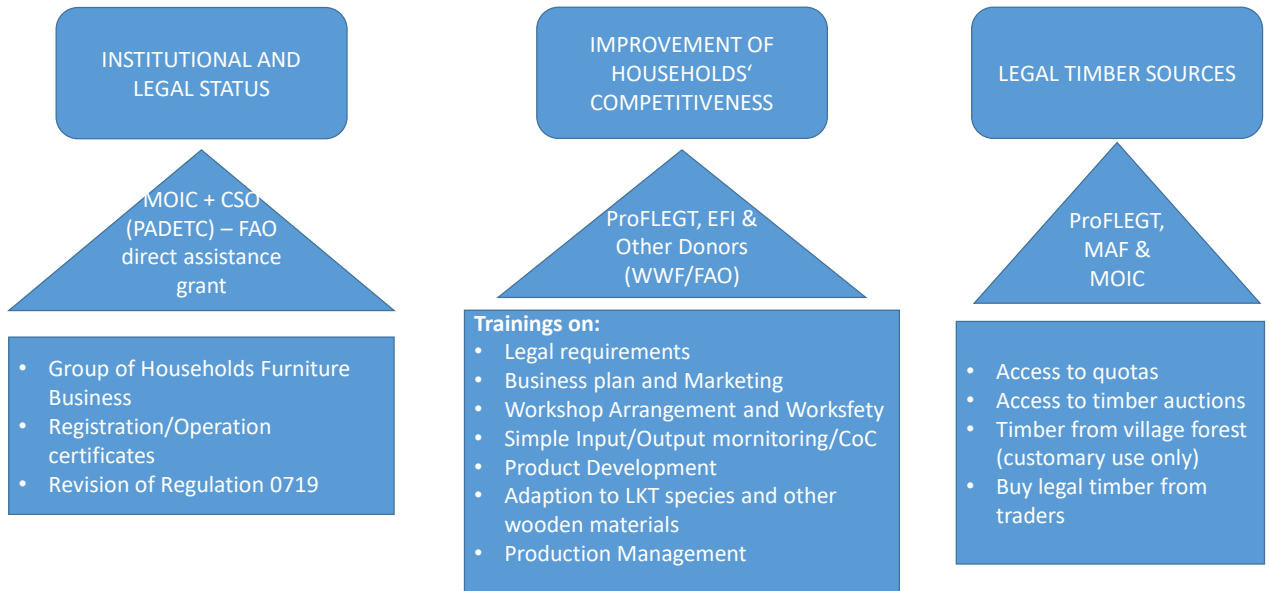 INSTITUTIONAL AND
LEGAL STATUS
MOIC + CSO
(PADETC) – FAO
direct assistance
grant
• Group of Households Furniture
Business
• Registration/Operation
certificates
• Revision of Regulation 0719
IMPROVEMENT OF
HOUSEHOLDS‘
COMPETITIVENESS
ProFLEGT, EFI &
Other Donors
(WWF/FAO)
Trainings on:
• Legal requirements
• Business plan and Marketing
• Workshop Arrangement and Worksfety
• Simple Input/Output mornitoring/CoC
• Product Development
• Adaption to LKT species and other
wooden materials
• Production Management
LEGAL TIMBER SOURCES
ProFLEGT,
MAF &
MOIC
• Access to quotas
• Access to timber auctions
• Timber from village forest
(customary use only)
• Buy legal timber from
traders